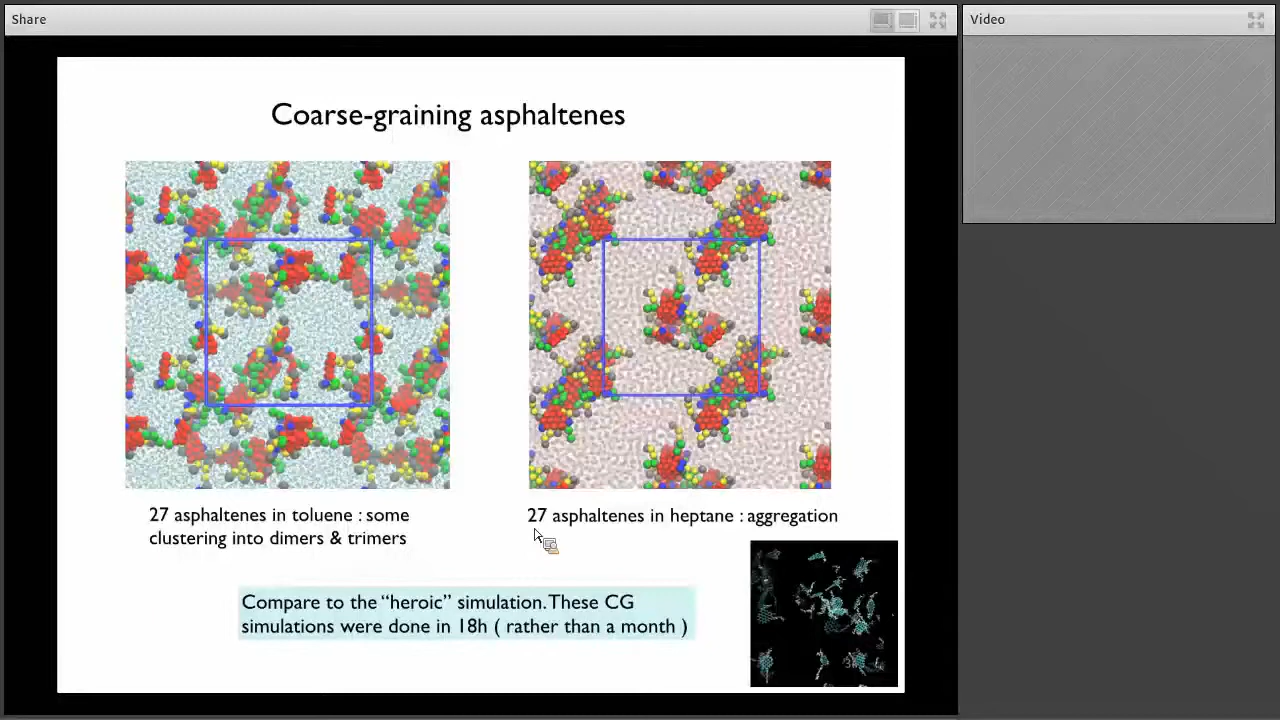 Share
Video
Coarse-graining asphaltenes
27 asphaltenes in toluene : some
clustering into dimers & trimers
27 asphaltenes in heptane : aggregation
Compare to the “heroic” simulation. These CG
simulations were done in 18h ( rather than a month )